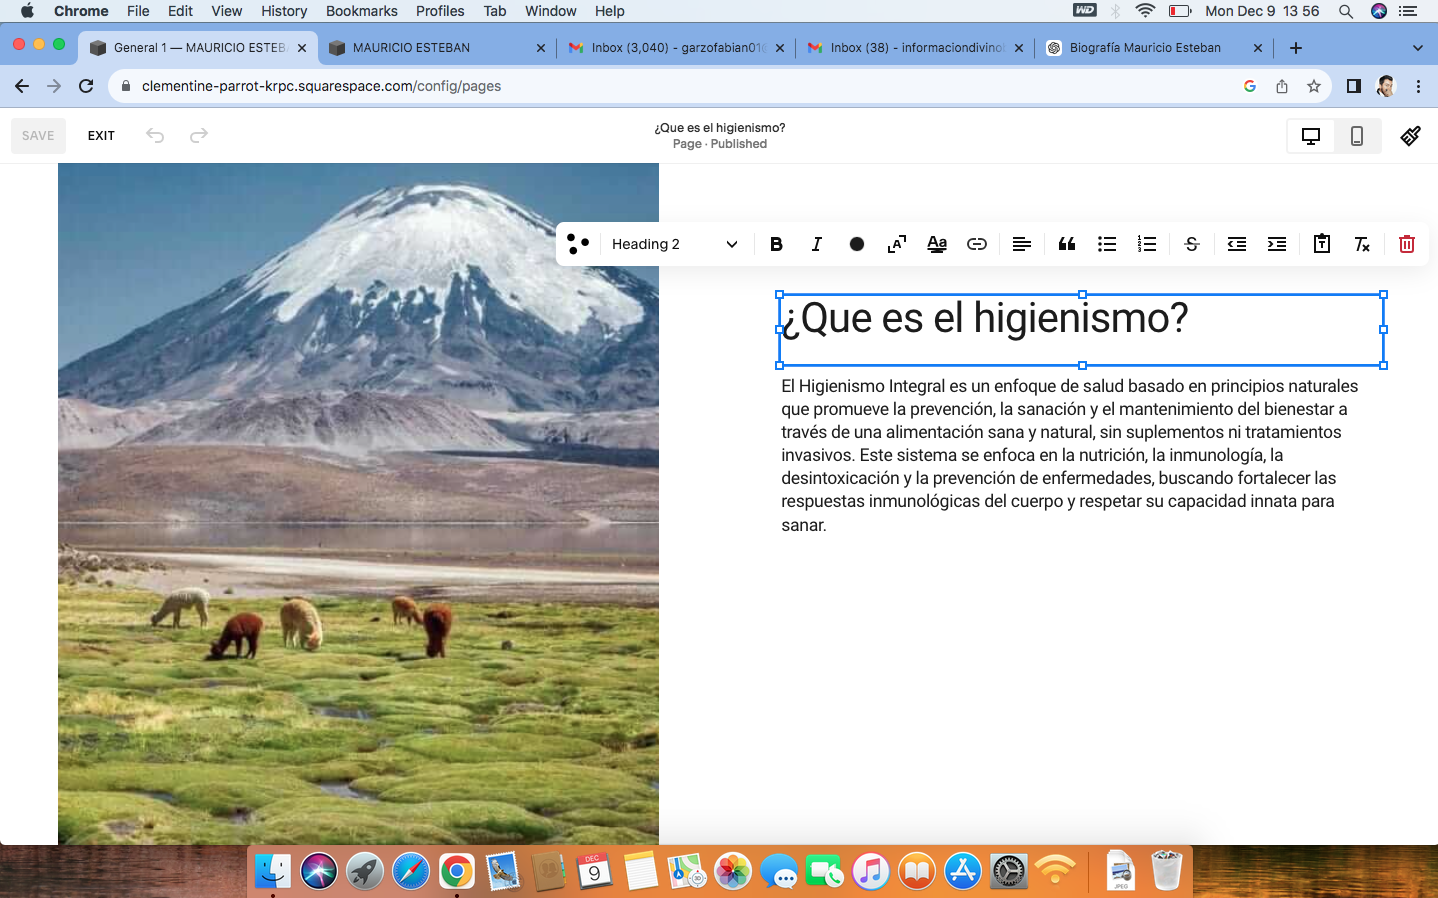 Chrome File Edit View History Bookmarks Profiles Tab Window Help WD Mon Dec 9 13 56
General 1 — MAURICIO ESTEB
MAURICIO ESTEBAN
Inbox (3,040) - garzofabian01
Inbox (38) - informaciondivino
Biografía Mauricio Esteban
clementine-parrot-krpc.squarespace.com/config/pages
SAVE EXIT
¿Que es el higienismo?
Page · Published
Heading 2
¿Que es el higienismo?
El Higienismo Integral es un enfoque de salud basado en principios naturales
que promueve la prevención, la sanación y el mantenimiento del bienestar a
través de una alimentación sana y natural, sin suplementos ni tratamientos
invasivos. Este sistema se enfoca en la nutrición, la inmunología, la
desintoxicación y la prevención de enfermedades, buscando fortalecer las
respuestas inmunológicas del cuerpo y respetar su capacidad innata para
sanar.
DEC
9
JPEG